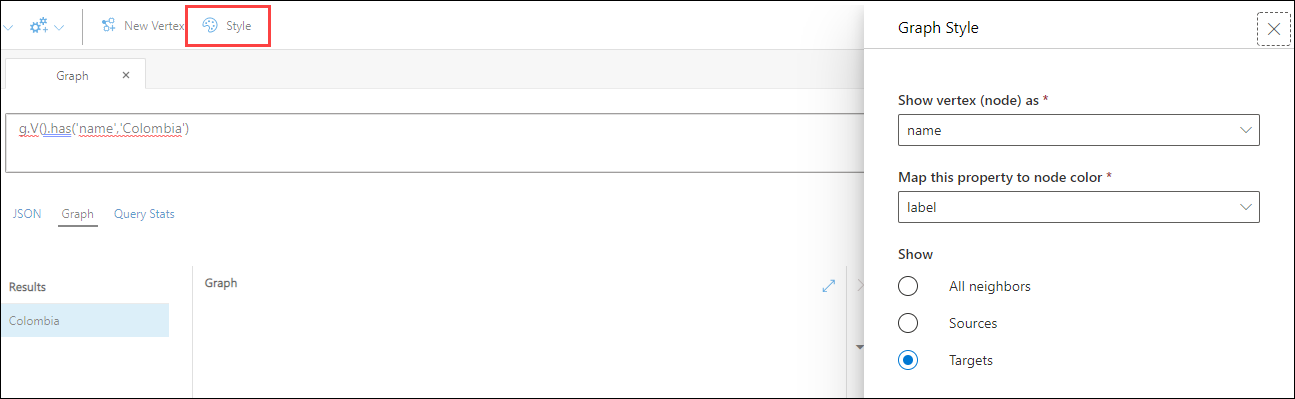 New Vertex
Style
Graph
g.V().has('name','Colombia')
JSON
Graph
Query Stats
Results
Colombia
Graph
Graph Style
Show vertex (node) as *
name
Map this property to node color *
label
Show
All neighbors
Sources
Targets